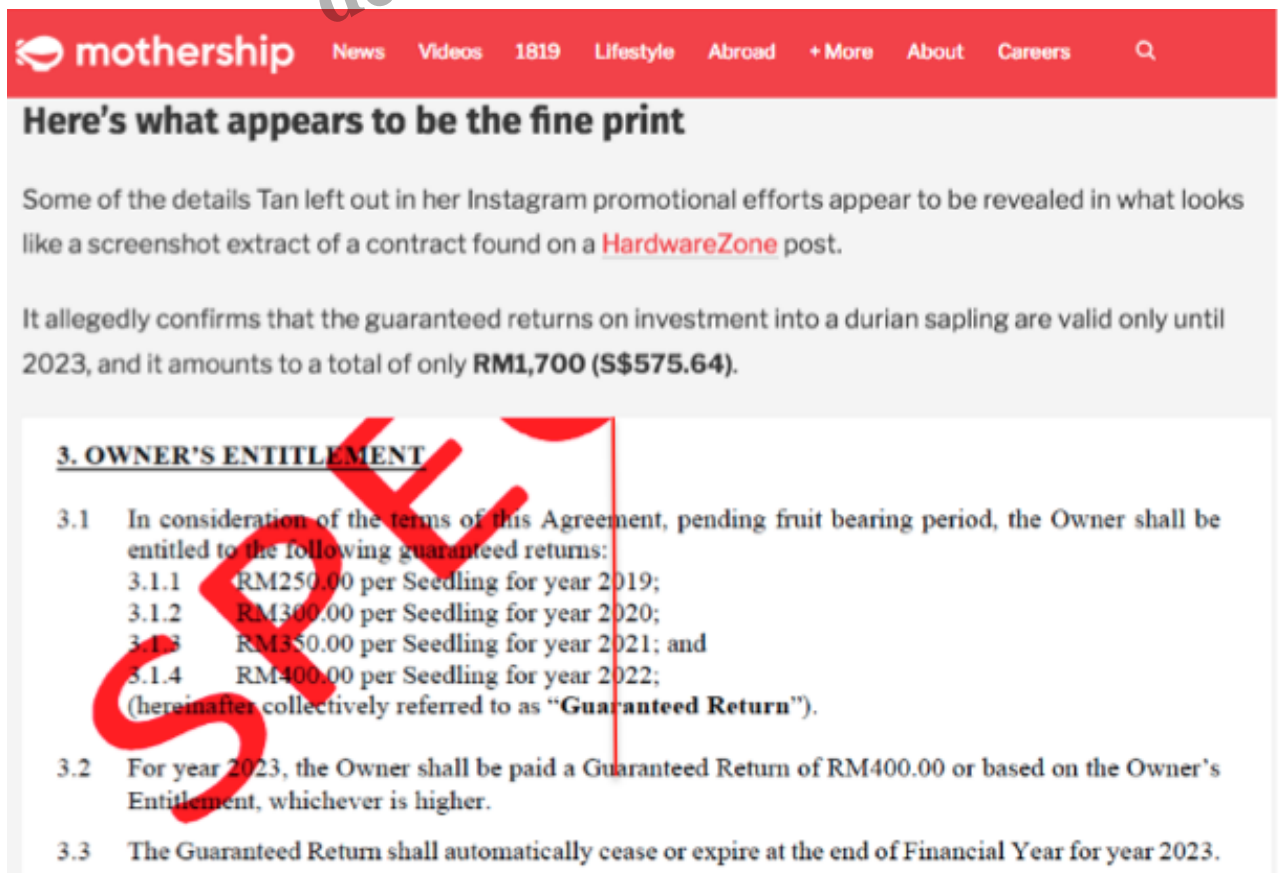 mothership News Videos 1819 Lifestyle Abroad + More About Careers
Here's what appears to be the fine print
Some of the details Tan left out in her Instagram promotional efforts appear to be revealed in what looks
like a screenshot extract of a contract found on a HardwareZone post.
It allegedly confirms that the guaranteed returns on investment into a durian sapling are valid only until
2023, and it amounts to a total of only RM1,700 (S$575.64).
3. OWNER'S ENTITLEMENT
3.1 In consideration of the terms of this Agreement, pending fruit bearing period, the Owner shall be
entitled to the following guaranteed returns:
3.1.1 RM250.00 per Seedling for year 2019;
3.1.2 RM300.00 per Seedling for year 2020;
3.1.3 RM350.00 per Seedling for year 2021; and
3.1.4 RM400.00 per Seedling for year 2022;
(hereinafter collectively referred to as “Guaranteed Return”).
3.2 For year 2023, the Owner shall be paid a Guaranteed Return of RM400.00 or based on the Owner's
Entitlement, whichever is higher.
3.3 The Guaranteed Return shall automatically cease or expire at the end of Financial Year for year 2023.
SPE